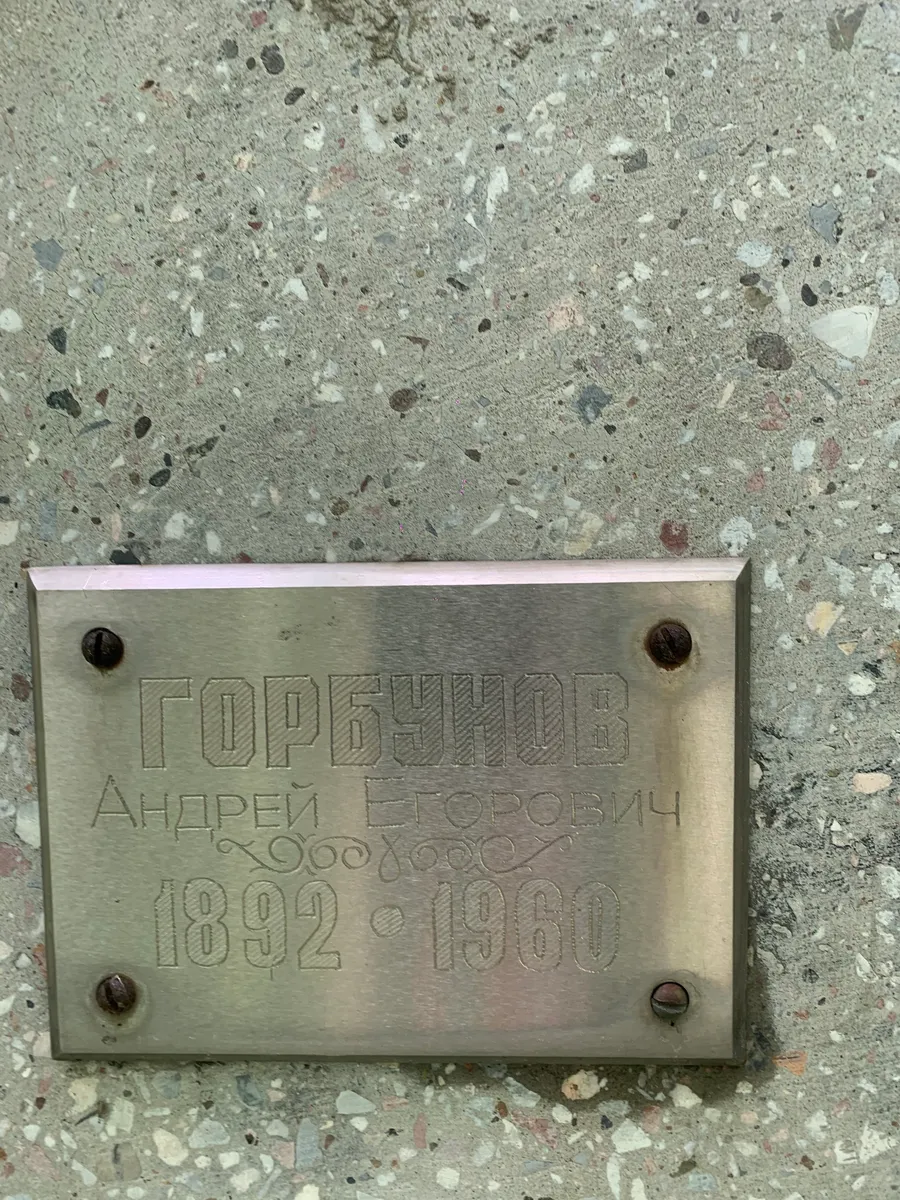 ГОРБУНОВ
Андрей Егорович
1892 • 1960